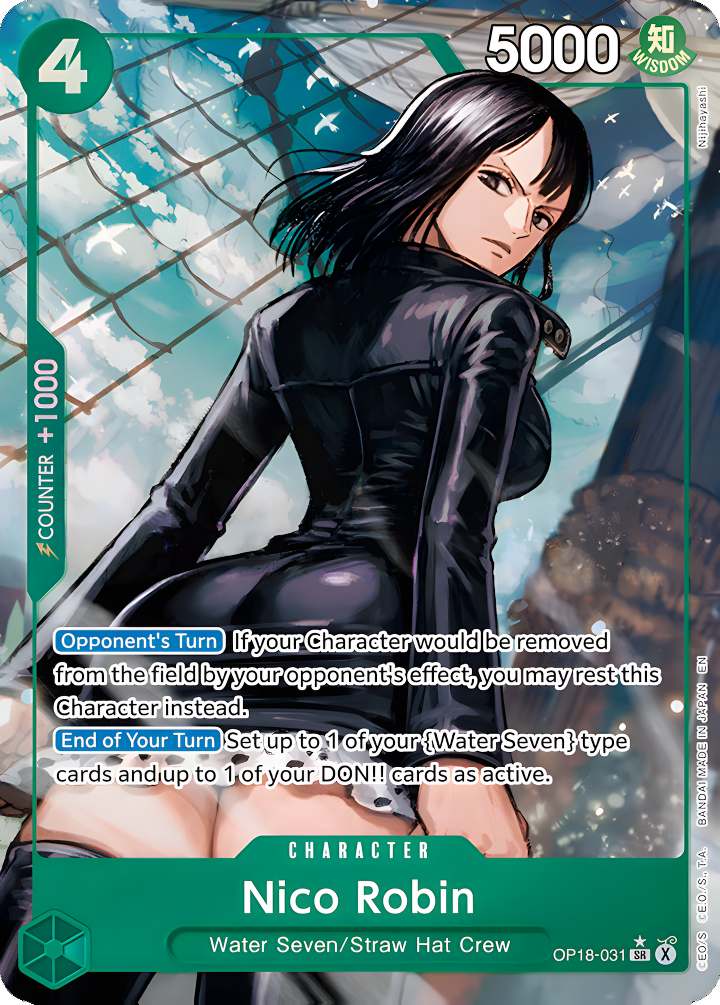 4
5000
知
WISDOM
Nijihayashi
COUNTER +1000
Opponent's Turn If your Character would be removed
from the field by your opponent's effect, you may rest this
Character instead.
End of Your Turn Set up to 1 of your {Water Seven} type
cards and up to 1 of your DON!! cards as active.
CHARACTER
Nico Robin
Water Seven/Straw Hat Crew
OP18-031 ★ SR X
©E.O/S ©E.O./S., T.A. BANDAI MADE IN JAPAN EN